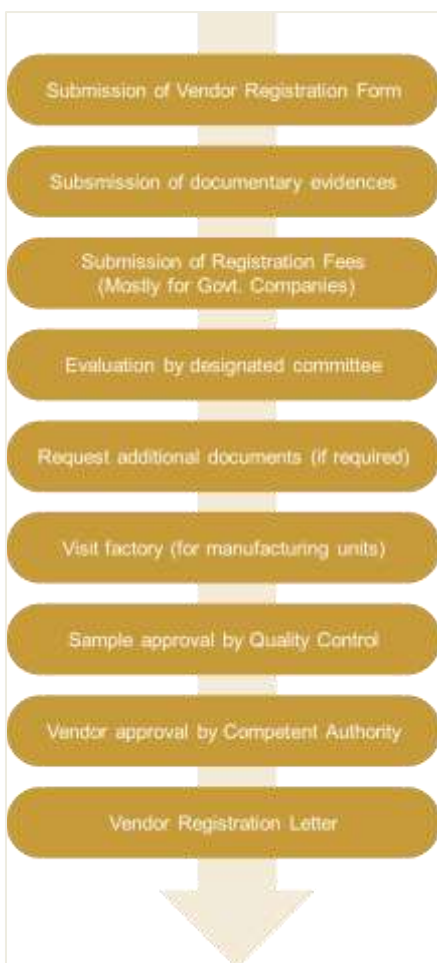 Submission of Vendor Registration Form
Subsmission of documentary evidences
Submission of Registration Fees
(Mostly for Govt. Companies)
Evaluation by designated committee
Request additional documents (if required)
Visit factory (for manufacturing units)
Sample approval by Quality Control
Vendor approval by Competent Authority
Vendor Registration Letter